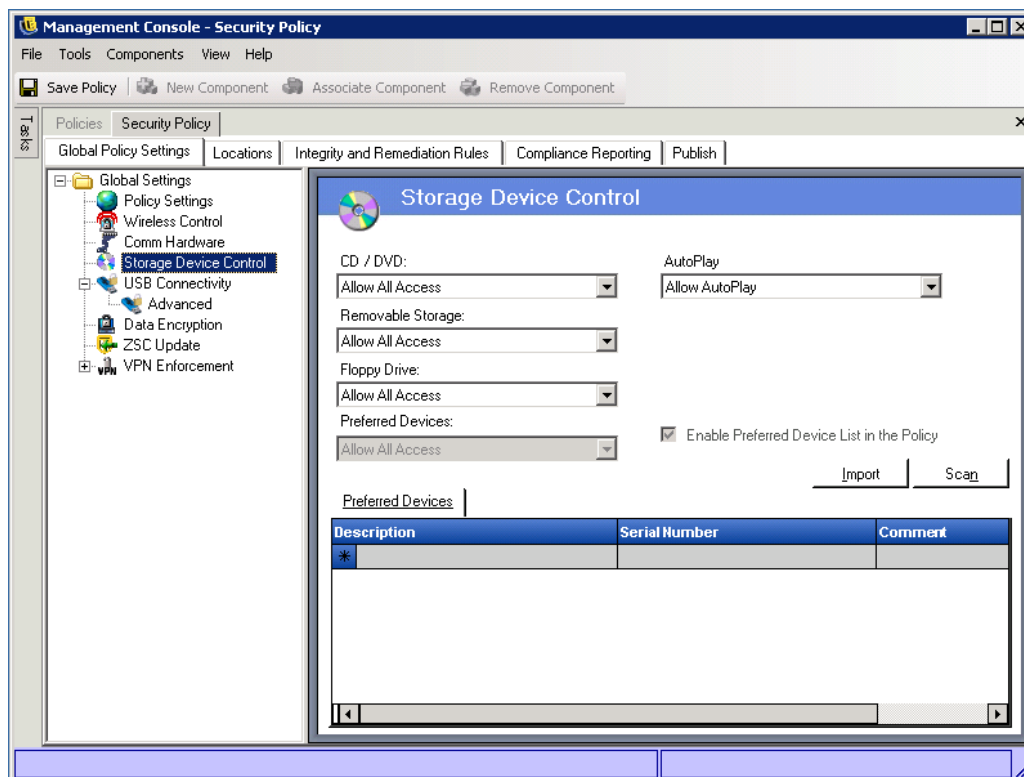 Management Console - Security Policy
File Tools Components View Help
Save Policy New Component Associate Component Remove Component
Tasks
Policies Security Policy
Global Policy Settings Locations Integrity and Remediation Rules Compliance Reporting Publish
Global Settings
Policy Settings
Wireless Control
Comm Hardware
Storage Device Control
USB Connectivity
Advanced
Data Encryption
ZSC Update
VPN VPN Enforcement
Storage Device Control
CD / DVD:
Allow All Access
AutoPlay
Allow AutoPlay
Removable Storage:
Allow All Access
Floppy Drive:
Allow All Access
Preferred Devices:
Allow All Access
Enable Preferred Device List in the Policy
Import Scan
Preferred Devices
Description Serial Number Comment